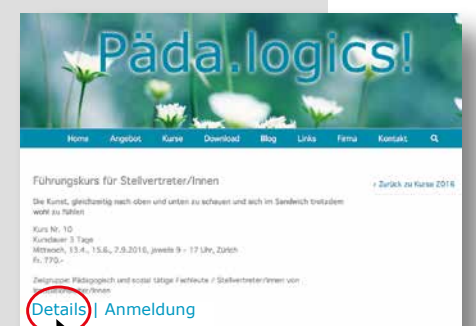 Päda.logics!
Home Angebot Kurse Download Blog Links Firma Kontakt
Führungskurs für Stellvertreter/Innen
‹ Zurück zu Kurse 2016
Die Kunst, gleichzeitig nach oben und unten zu schauen und sich im Sandwich trotzdem
wohl zu fühlen
Kurs Nr. 10
Kursdauer 3 Tage
Mittwoch, 13.4., 15.6., 7.9.2016, jeweils 9 – 17 Uhr, Zürich
Fr. 770.-
Zielgruppe: Pädagogisch und sozial tätige Fachleute / Stellvertreter/innen von
Details | Anmeldung